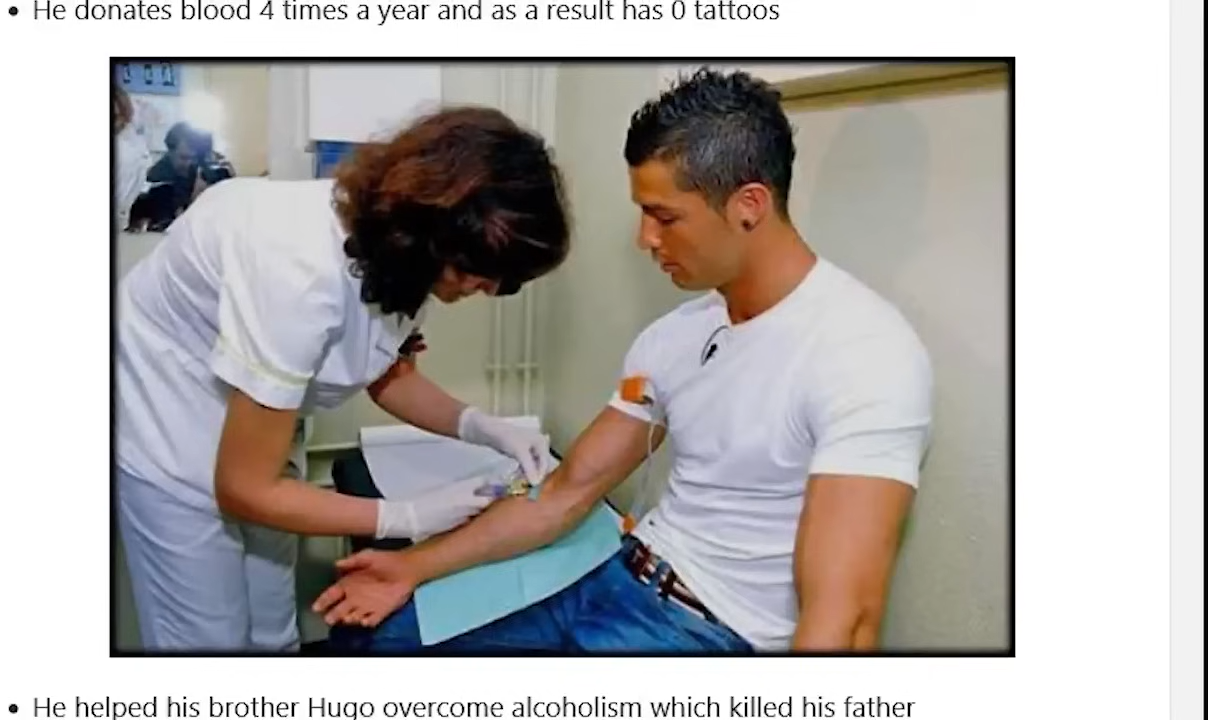 • He donates blood 4 times a year and as a result has 0 tattoos
• He helped his brother Hugo overcome alcoholism which killed his father